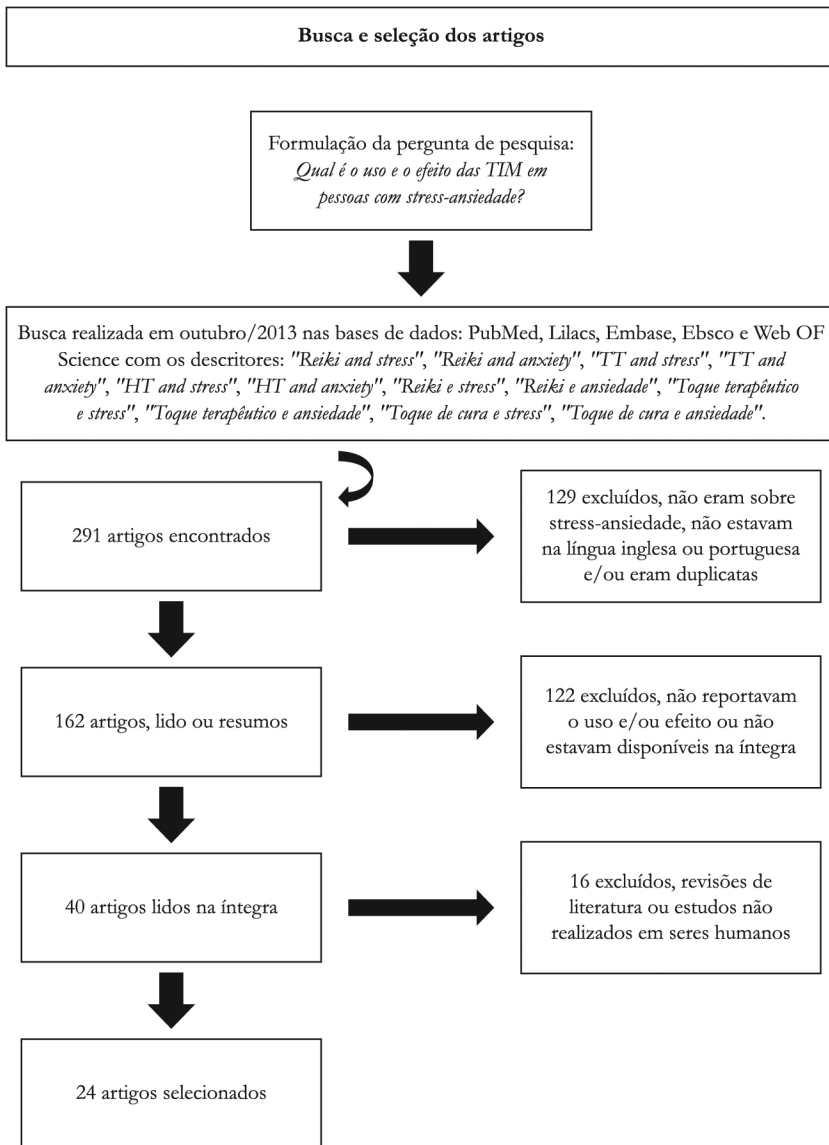 Busca e seleção dos artigos
Formulação da pergunta de pesquisa:
Qual é o uso e o efeito das TIM em
pessoas com stress-ansiedade?
Busca realizada em outubro/2013 nas bases de dados: PubMed, Lilacs, Embase, Ebsco e Web OF
Science com os descritores: "Reiki and stress", "Reiki and anxiety", "TT and stress", "TT and
anxiety", "HT and stress", "HT and anxiety", "Reiki e stress", "Reiki e ansiedade", "Toque terapêutico
e stress", "Toque terapêutico e ansiedade", "Toque de cura e stress", "Toque de cura e ansiedade".
291 artigos encontrados
129 excluídos, não eram sobre
stress-ansiedade, não estavam
na língua inglesa ou portuguesa
e/ou eram duplicatas
162 artigos, lido ou resumos
122 excluídos, não reportavam
o uso e/ou efeito ou não
estavam disponíveis na íntegra
40 artigos lidos na íntegra
16 excluídos, revisões de
literatura ou estudos não
realizados em seres humanos
24 artigos selecionados